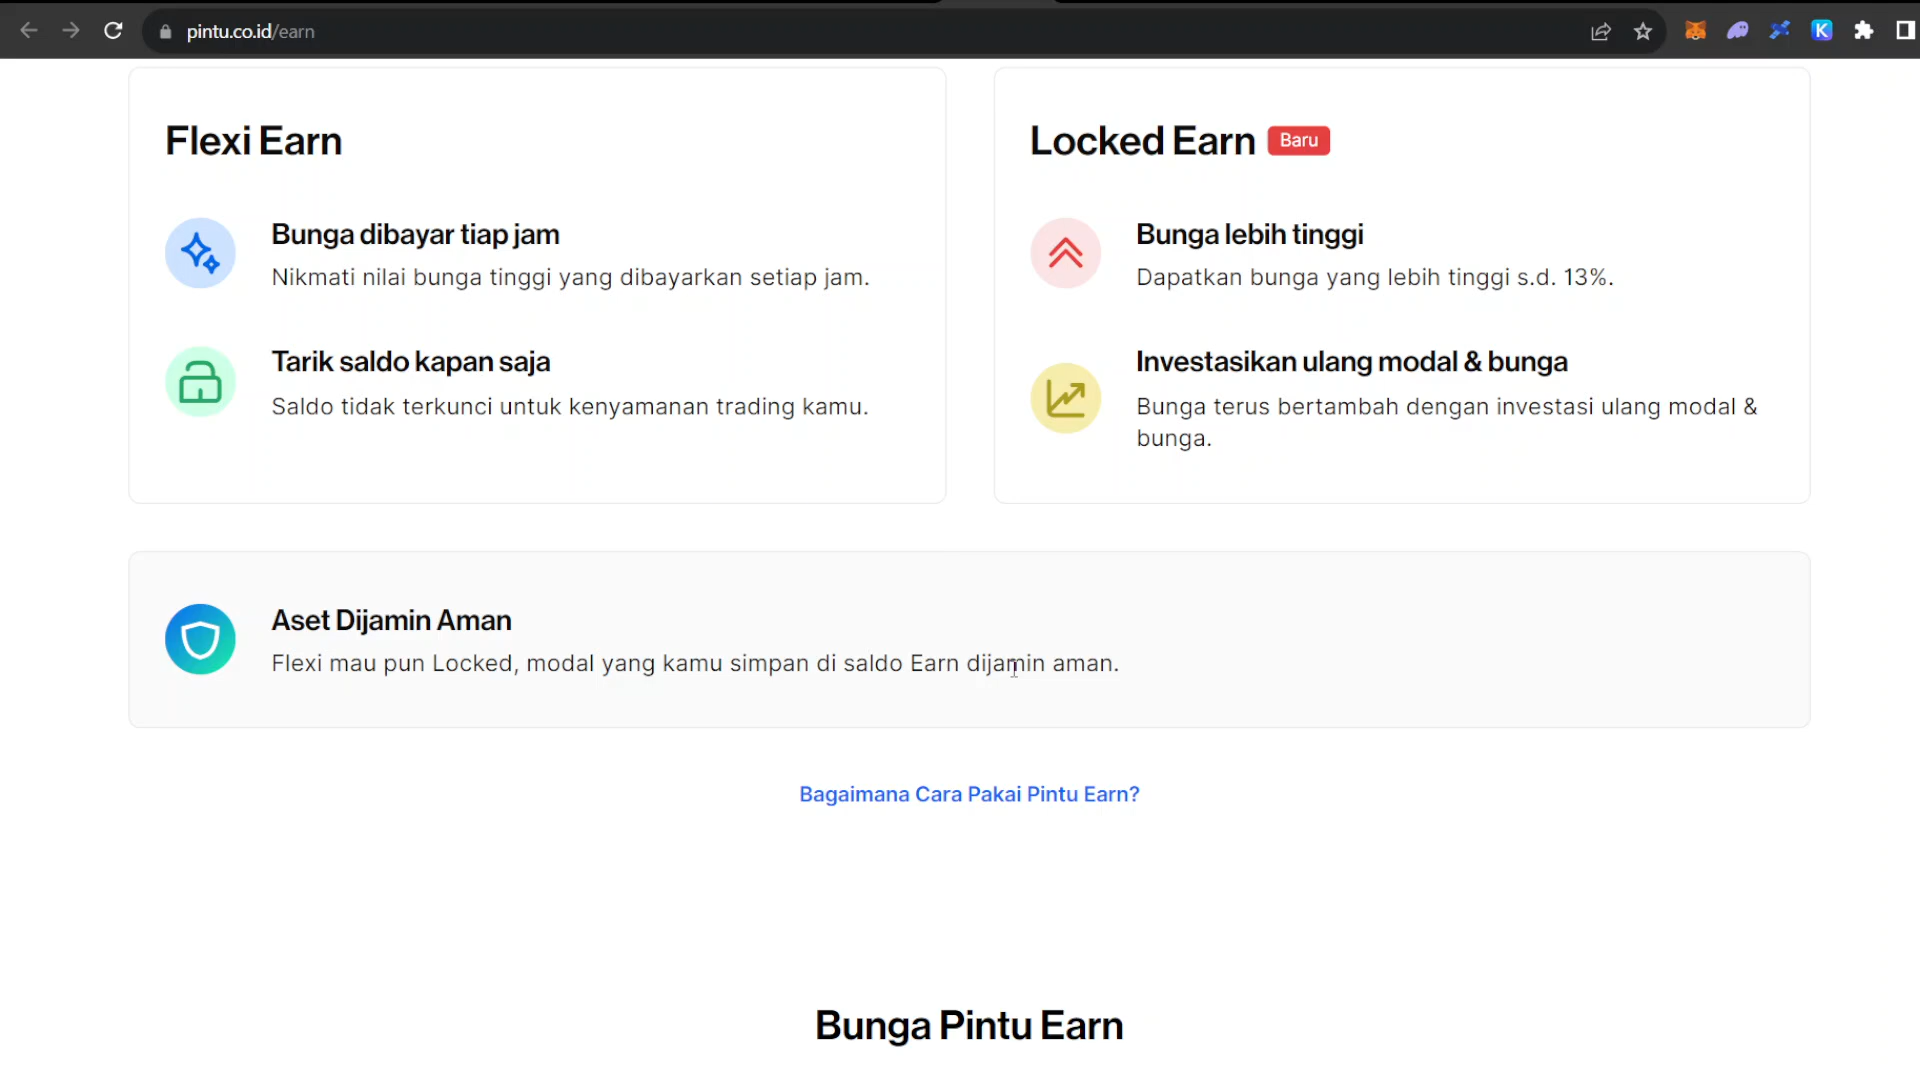 pintu.co.id/earn
K
Flexi Earn
Bunga dibayar tiap jam
Nikmati nilai bunga tinggi yang dibayarkan setiap jam.
Tarik saldo kapan saja
Saldo tidak terkunci untuk kenyamanan trading kamu.
Locked Earn Baru
Bunga lebih tinggi
Dapatkan bunga yang lebih tinggi s.d. 13%.
Investasikan ulang modal & bunga
Bunga terus bertambah dengan investasi ulang modal &
bunga.
Aset Dijamin Aman
Flexi mau pun Locked, modal yang kamu simpan di saldo Earn dijamin aman.
Bagaimana Cara Pakai Pintu Earn?
Bunga Pintu Earn